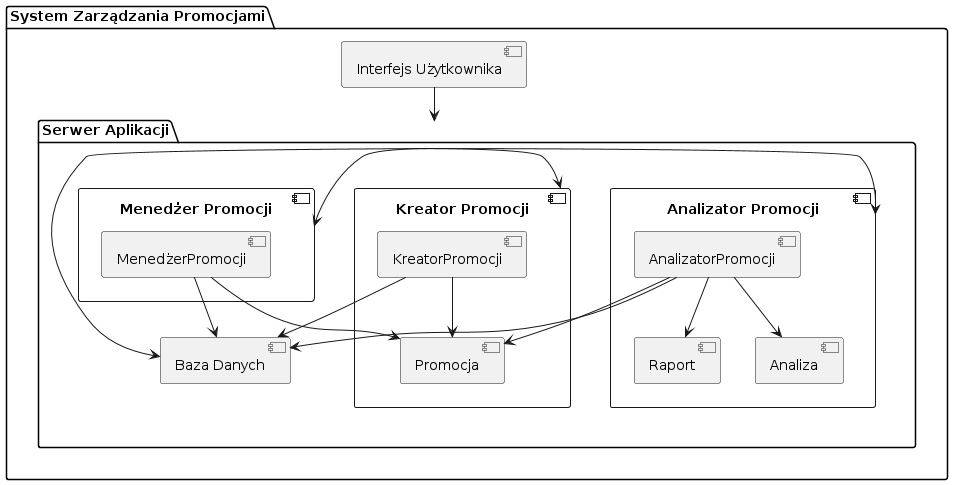 System Zarządzania Promocjami
Interfejs Użytkownika
Serwer Aplikacji
Menedżer Promocji
Kreator Promocji
Analizator Promocji
MenedżerPromocji
KreatorPromocji
AnalizatorPromocji
Baza Danych
Promocja
Raport
Analiza